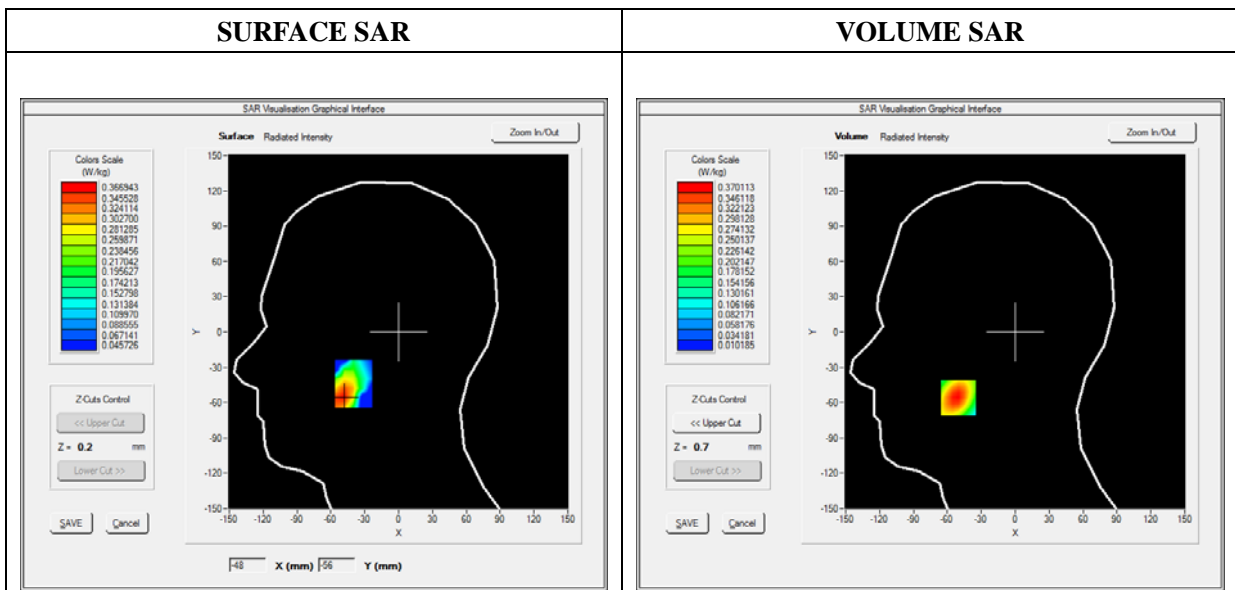 SURFACE SAR
VOLUME SAR
SAR Visualisation Graphical Interface
Surface Radiated Intensity
Zoom In/Out
Colors Scale
(W/kg)
0.366943
0.345528
0.324114
0.302700
0.281285
0.259871
0.238456
0.217042
0.195627
0.174213
0.152798
0.131384
0.109970
0.088555
0.067141
0.045726
Z-Cuts Control
<< Upper Cut
Z = 0.2 mm
Lower Cut >>
SAVE Cancel
150
120
90
60
30
0
-30
-60
-90
-120
-150
Y
-150 -120 -90 -60 -30 0 30 60 90 120 150
X
-48 X (mm) -56 Y (mm)
SAR Visualisation Graphical Interface
Volume Radiated Intensity
Zoom In/Out
Colors Scale
(W/kg)
0.370113
0.346118
0.322123
0.298128
0.274132
0.250137
0.226142
0.202147
0.178152
0.154156
0.130161
0.106166
0.082171
0.058176
0.034181
0.010185
Z-Cuts Control
<< Upper Cut
Z = 0.7 mm
Lower Cut >>
SAVE Cancel
150
120
90
60
30
0
-30
-60
-90
-120
-150
Y
-150 -120 -90 -60 -30 0 30 60 90 120 150
X